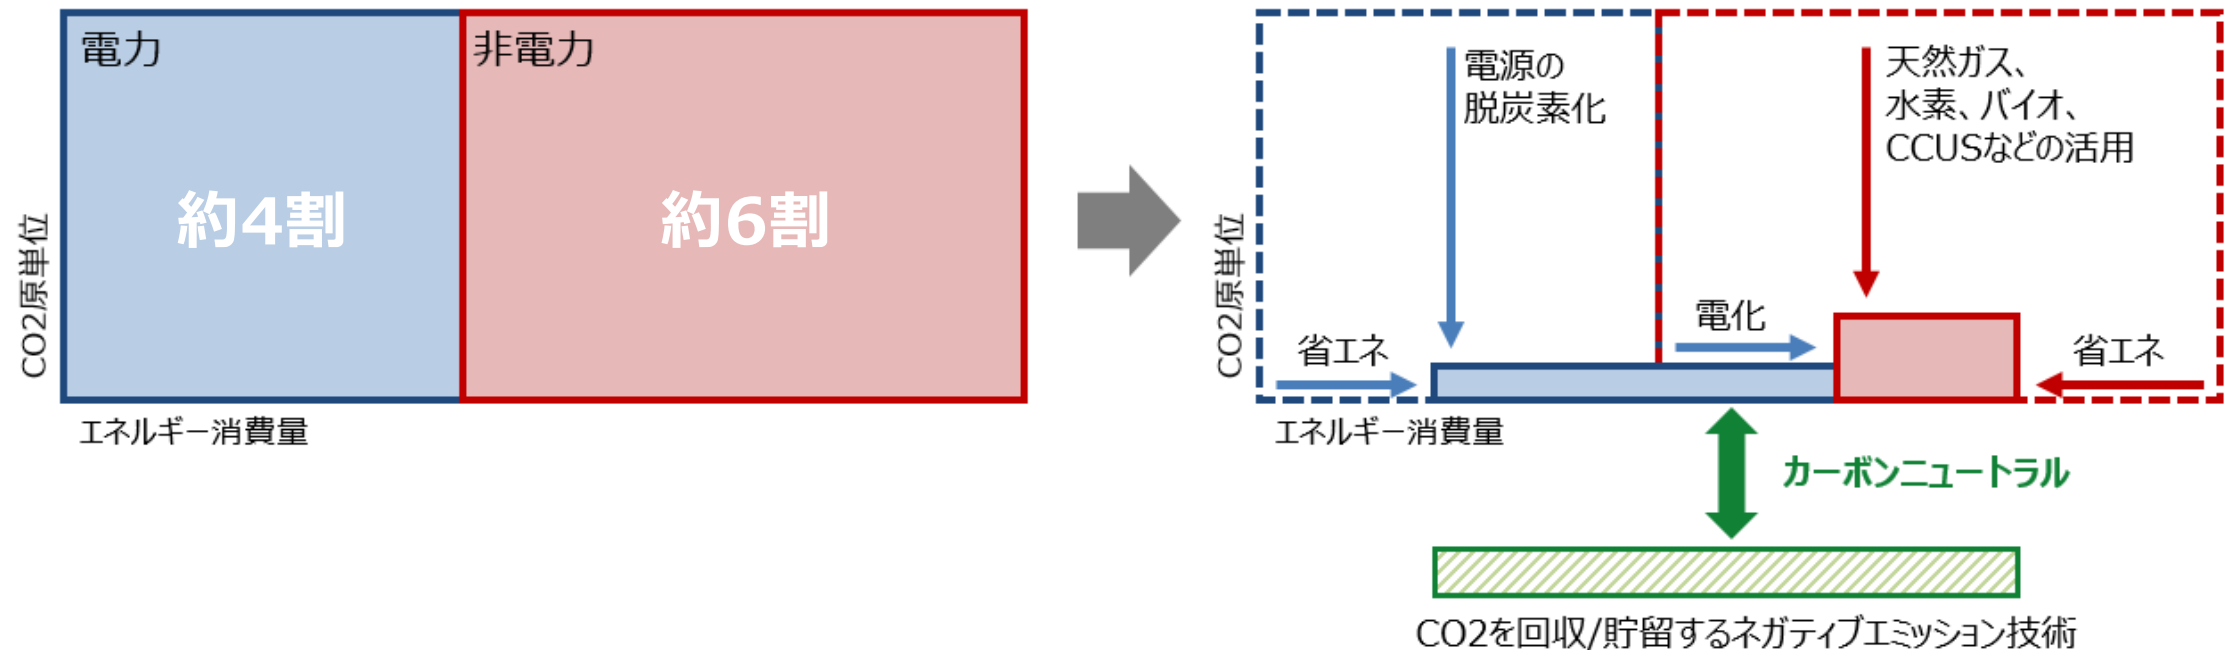 電力
非電力
約4割
約6割
CO2原単位
エネルギー消費量
電源の
脱炭素化
天然ガス、
水素、バイオ、
CCUSなどの活用
CO2原単位
省エネ
電化
省エネ
エネルギー消費量
カーボンニュートラル
CO2を回収/貯留するネガティブエミッション技術